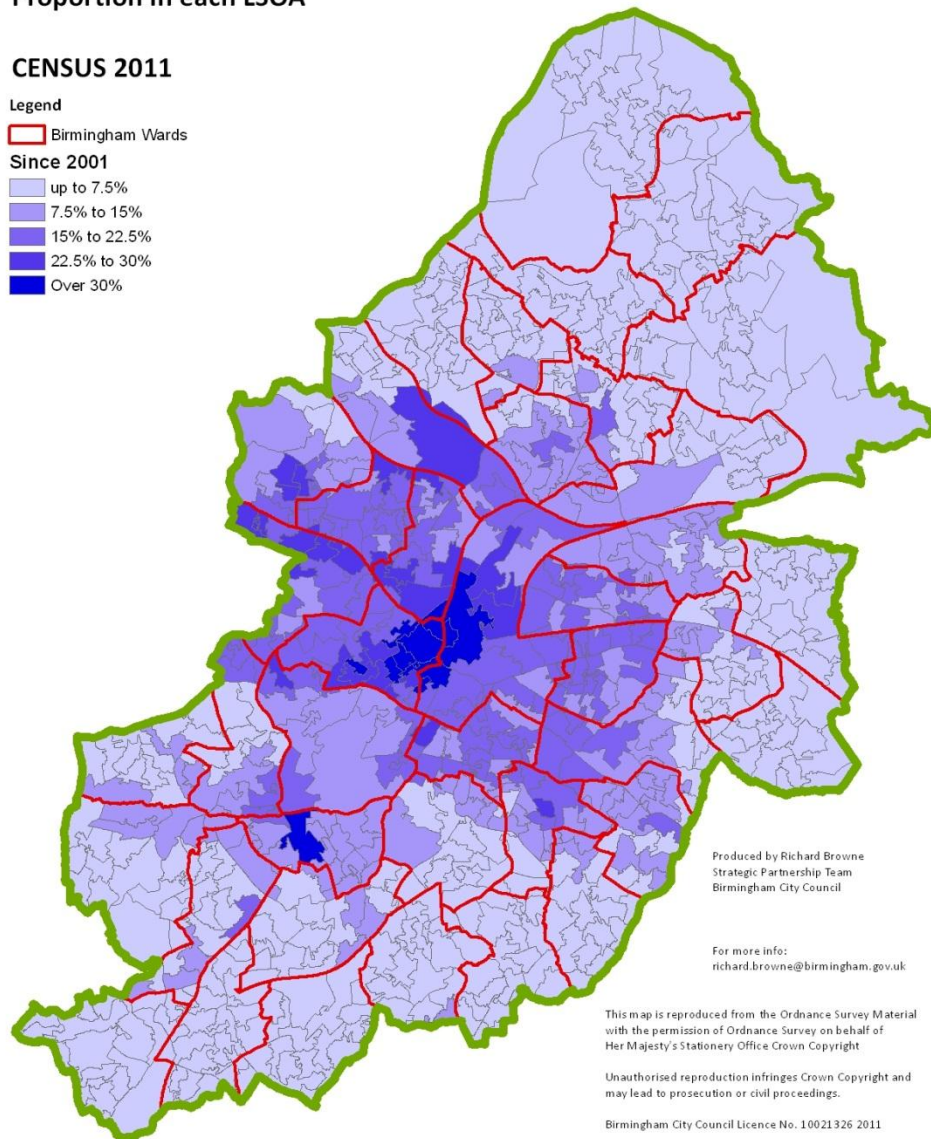 Proportion in each LSOA
CENSUS 2011
Legend
Birmingham Wards
Since 2001
up to 7.5%
7.5% to 15%
15% to 22.5%
22.5% to 30%
Over 30%
Produced by Richard Browne
Strategic Partnership Team
Birmingham City Council
For more info:
richard.browne@birmingham.gov.uk
This map is reproduced from the Ordnance Survey Material
with the permission of Ordnance Survey on behalf of
Her Majesty's Stationery Office Crown Copyright
Unauthorised reproduction infringes Crown Copyright and
may lead to prosecution or civil proceedings.
Birmingham City Council Licence No. 10021326 2011